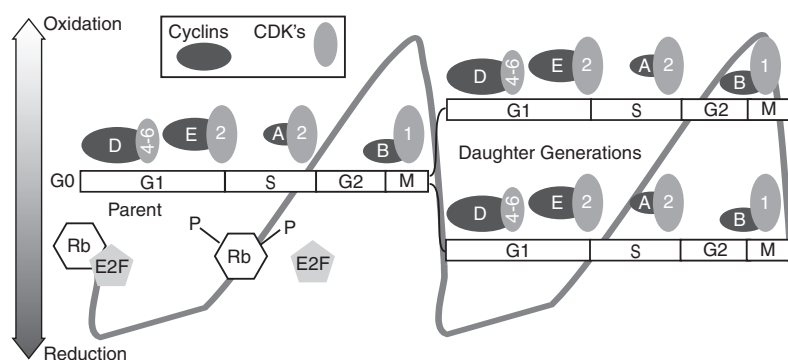 Oxidation
Cyclins CDK's
D 4-6 E 2 A 2 B 1
G0 G1 S G2 M
Parent
Rb E2F
P Rb P E2F
D 4-6 E 2 A 2 B 1
G1 S G2 M
Daughter Generations
D 4-6 E 2 A 2 B 1
G1 S G2 M
Reduction